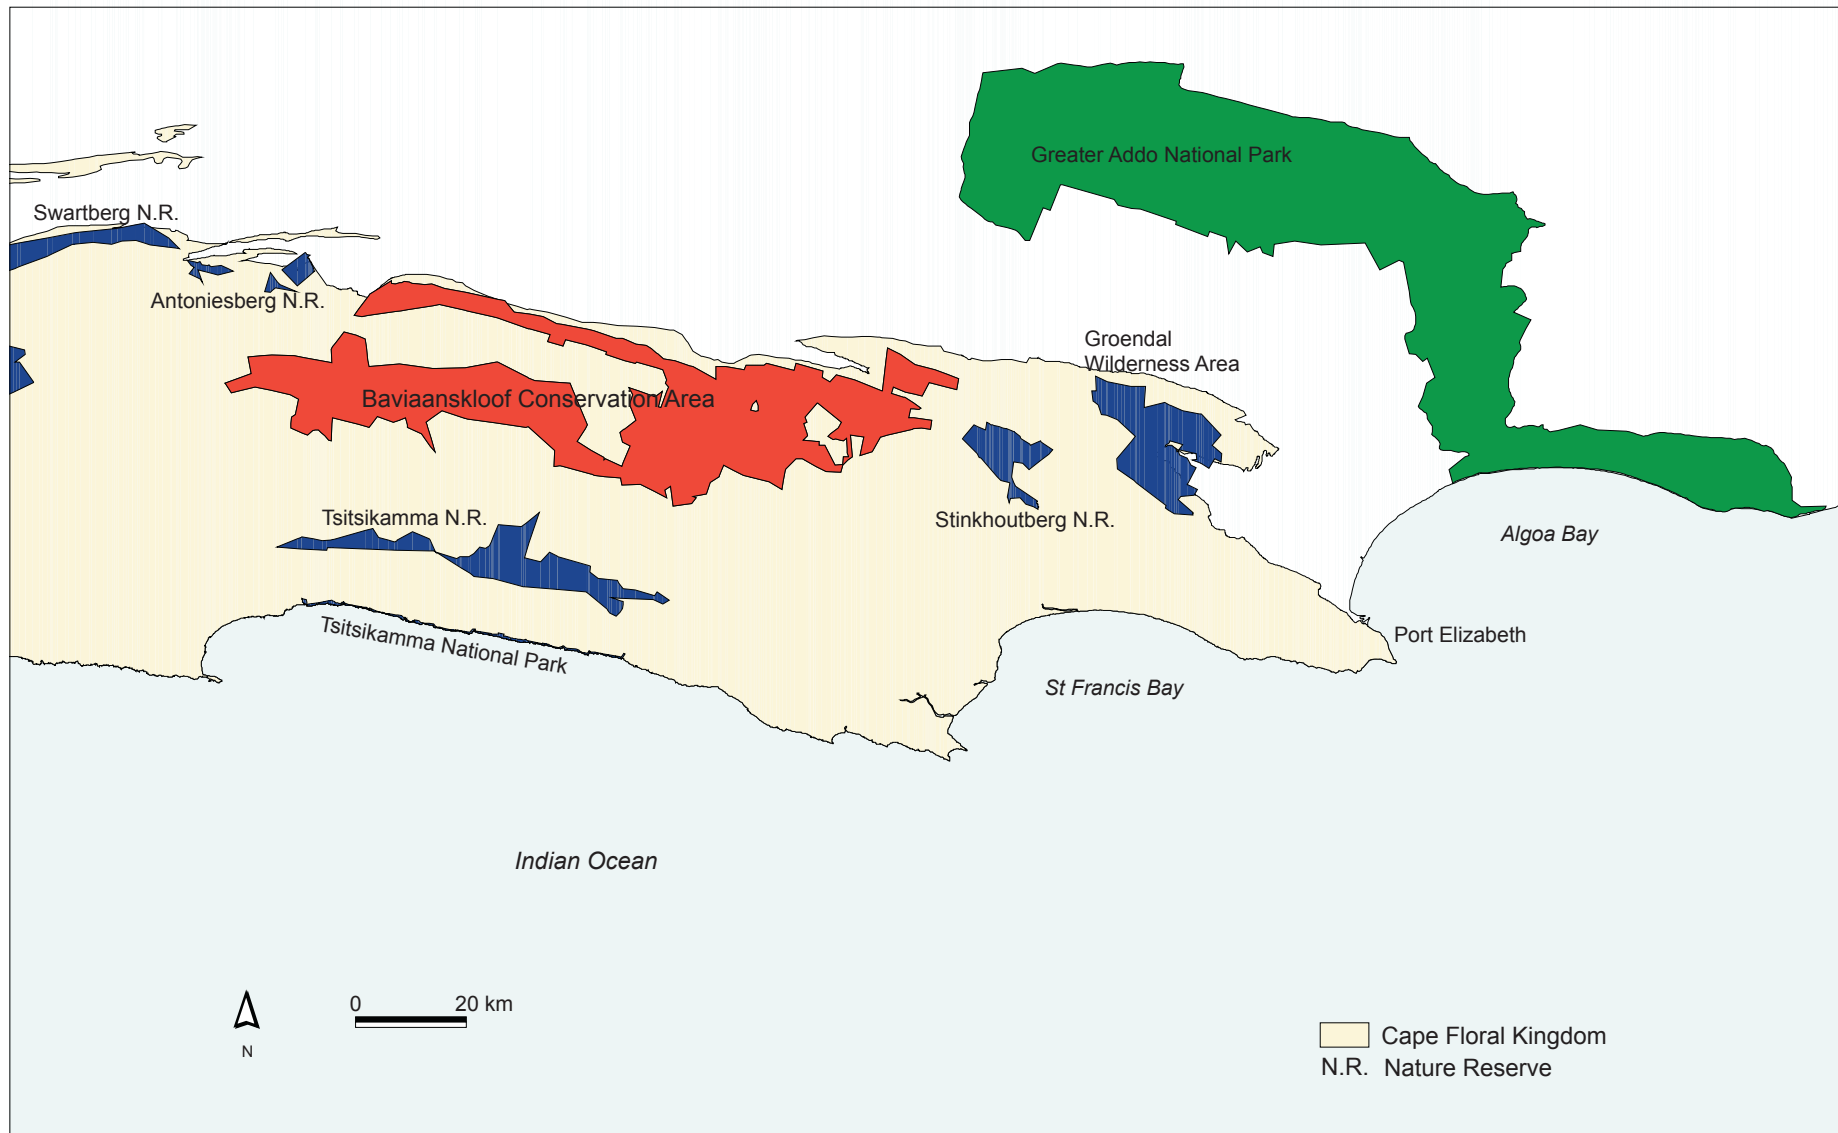 Greater Addo National Park
Swartberg N.R.
Antoniesberg N.R.
Groendal
Wilderness Area
Baviaanskloof Conservation Area
Tsitsikamma N.R.
Stinkhoutberg N.R.
Algoa Bay
Tsitsikamma National Park
Port Elizabeth
St Francis Bay
Indian Ocean
0 20 km
N
Cape Floral Kingdom
N.R. Nature Reserve